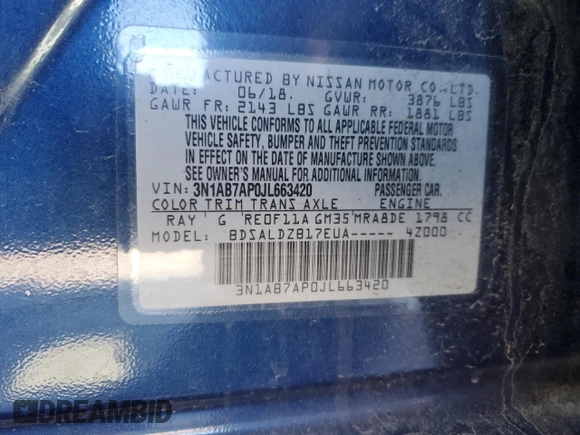 MANUFACTURED BY NISSAN MOTOR CO.,LTD.
DATE: 06/18. GVWR: 3876 LBS
GAWR FR: 2143 LBS GAWR RR: 1881 LBS
THIS VEHICLE CONFORMS TO ALL APPLICABLE FEDERAL MOTOR
VEHICLE SAFETY, BUMPER AND THEFT PREVENTION STANDARDS
IN EFFECT ON THE DATE OF MANUFACTURE SHOWN ABOVE.
SEE OWNER'S MANUAL FOR ADDITIONAL INFORMATION.
VIN: 3N1AB7AP0JL663420 PASSENGER CAR.
COLOR TRIM TRANS AXLE ENGINE
RAY G RE0F11A GM35 MRA8DE 1798 CC
MODEL: BDSALDZB17EUA----- 4Z000
3N1AB7AP0JL663420
DREAMBID